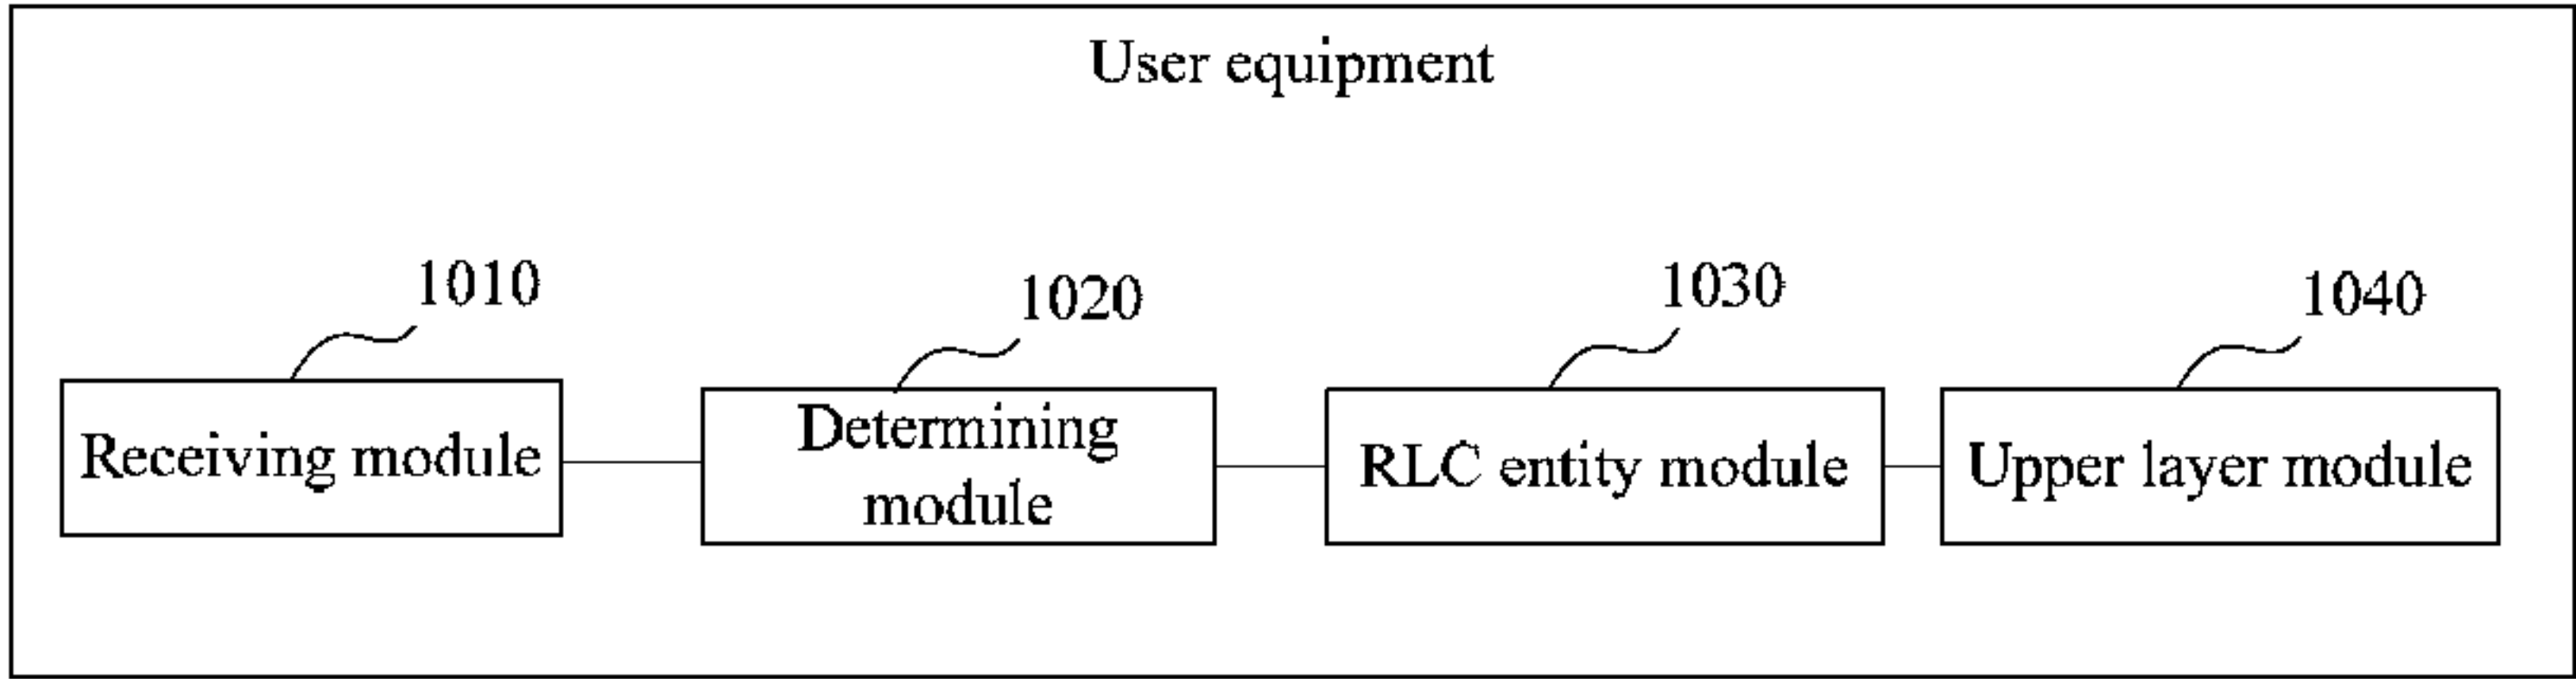 User equipment
1010
1020
1030
1040
Receiving module
Determining
module
RLC entity module
Upper layer module